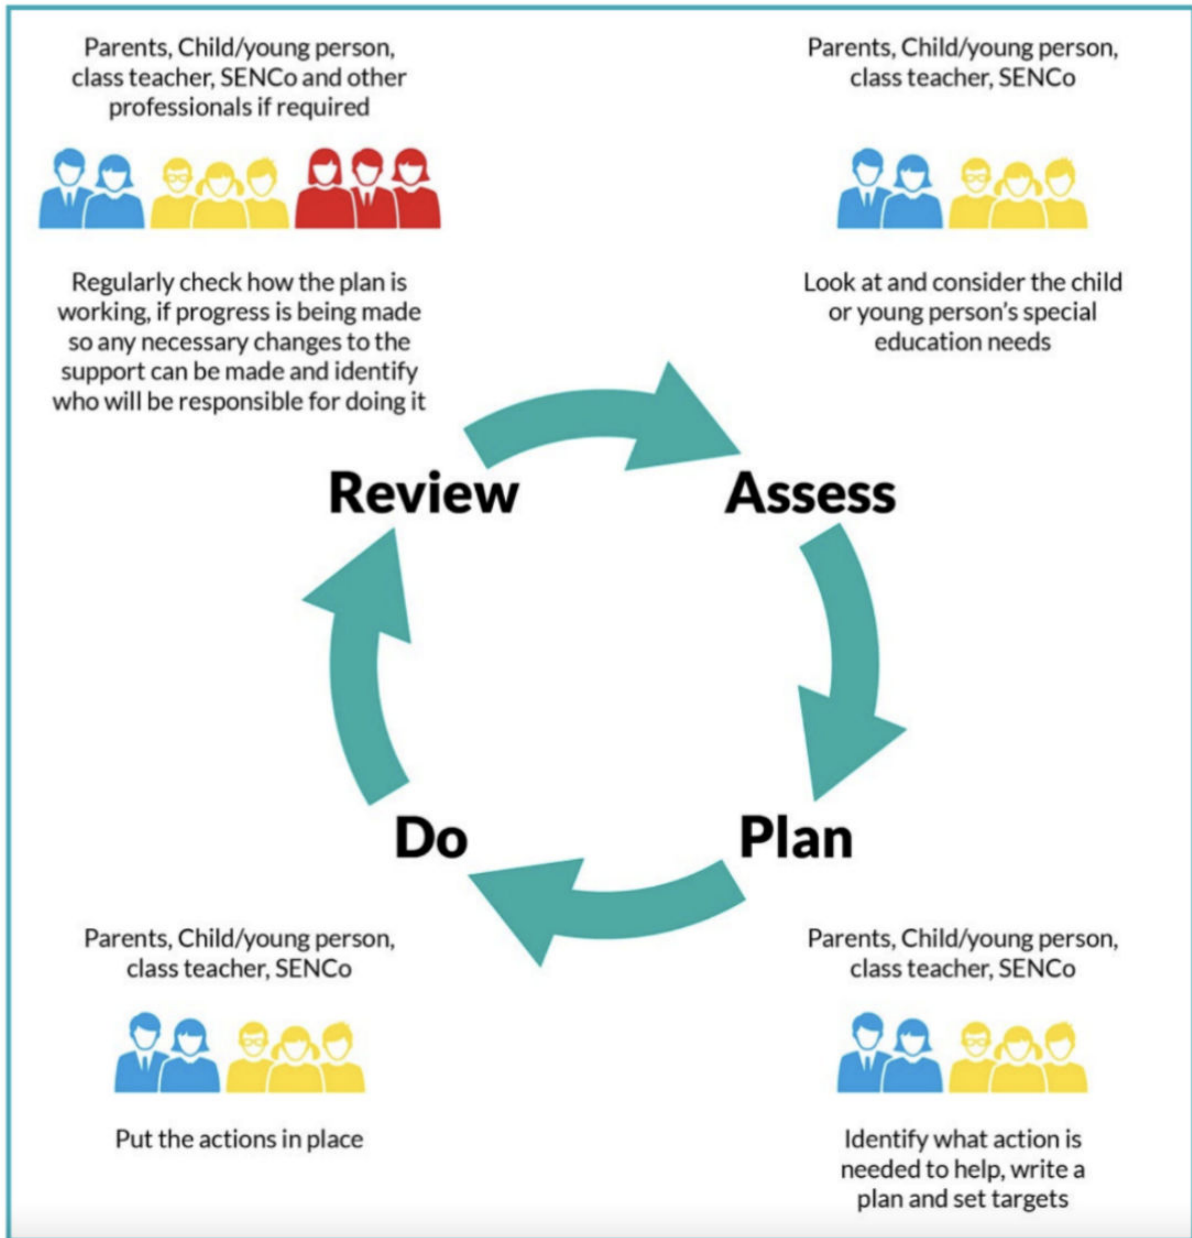 Parents, Child/young person,
class teacher, SENCo and other
professionals if required
Regularly check how the plan is
working, if progress is being made
so any necessary changes to the
support can be made and identify
who will be responsible for doing it
Parents, Child/young person,
class teacher, SENCo
Look at and consider the child
or young person's special
education needs
Review
Assess
Do
Plan
Parents, Child/young person,
class teacher, SENCo
Put the actions in place
Parents, Child/young person,
class teacher, SENCo
Identify what action is
needed to help, write a
plan and set targets